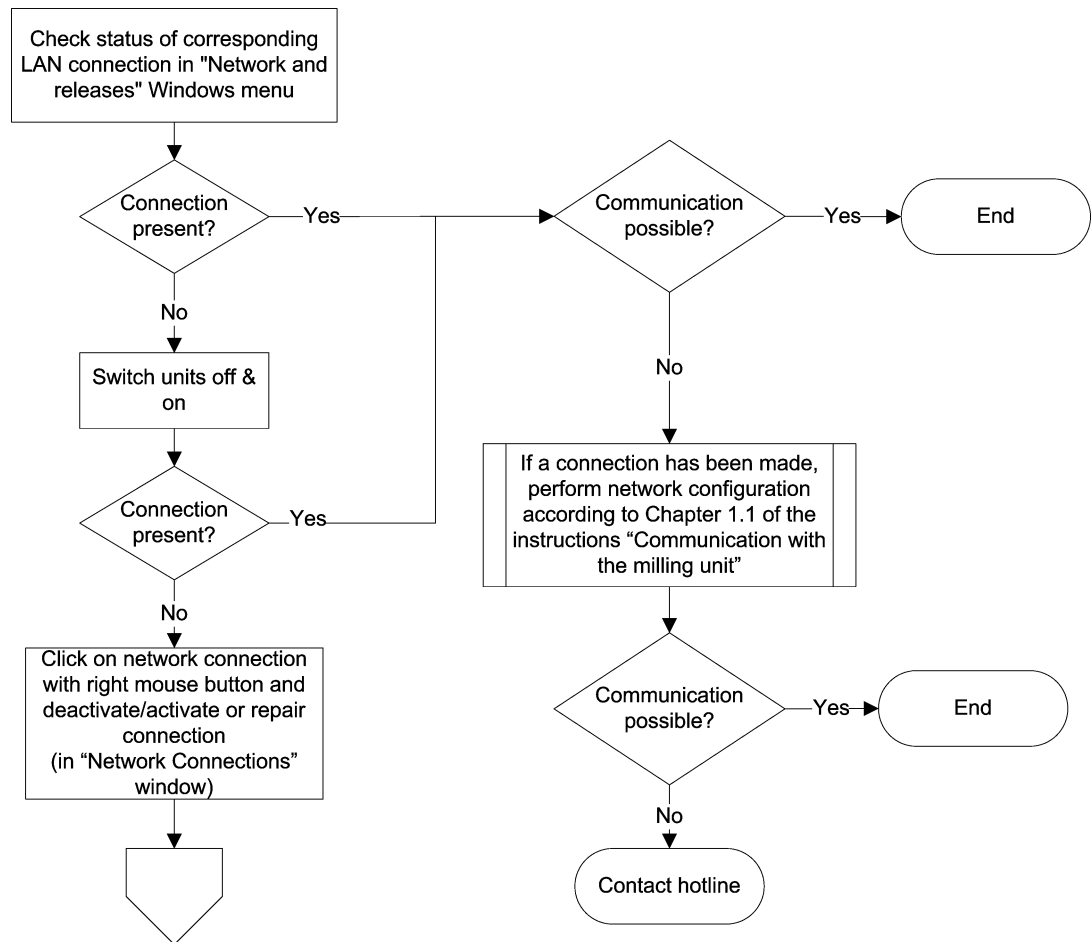 Check status of corresponding
LAN connection in "Network and
releases" Windows menu
Connection
present?
Yes
No
Switch units off &
on
Connection
present?
Yes
No
Click on network connection
with right mouse button and
deactivate/activate or repair
connection
(in “Network Connections”
window)
Communication
possible?
Yes
End
No
If a connection has been made,
perform network configuration
according to Chapter 1.1 of the
instructions “Communication with
the milling unit”
Communication
possible?
Yes
End
No
Contact hotline